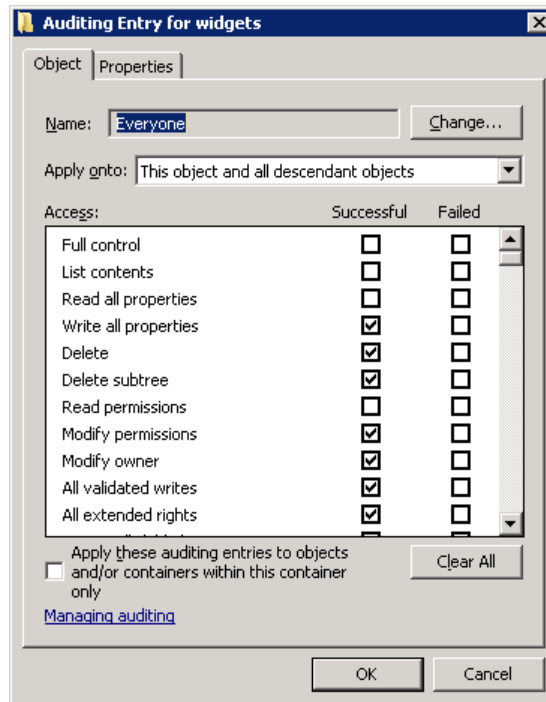 Auditing Entry for widgets
Object Properties
Name: Everyone Change...
Apply onto: This object and all descendant objects
Access: Successful Failed
Full control
List contents
Read all properties
Write all properties
Delete
Delete subtree
Read permissions
Modify permissions
Modify owner
All validated writes
All extended rights
Apply these auditing entries to objects
and/or containers within this container
only
Clear All
Managing auditing
OK Cancel